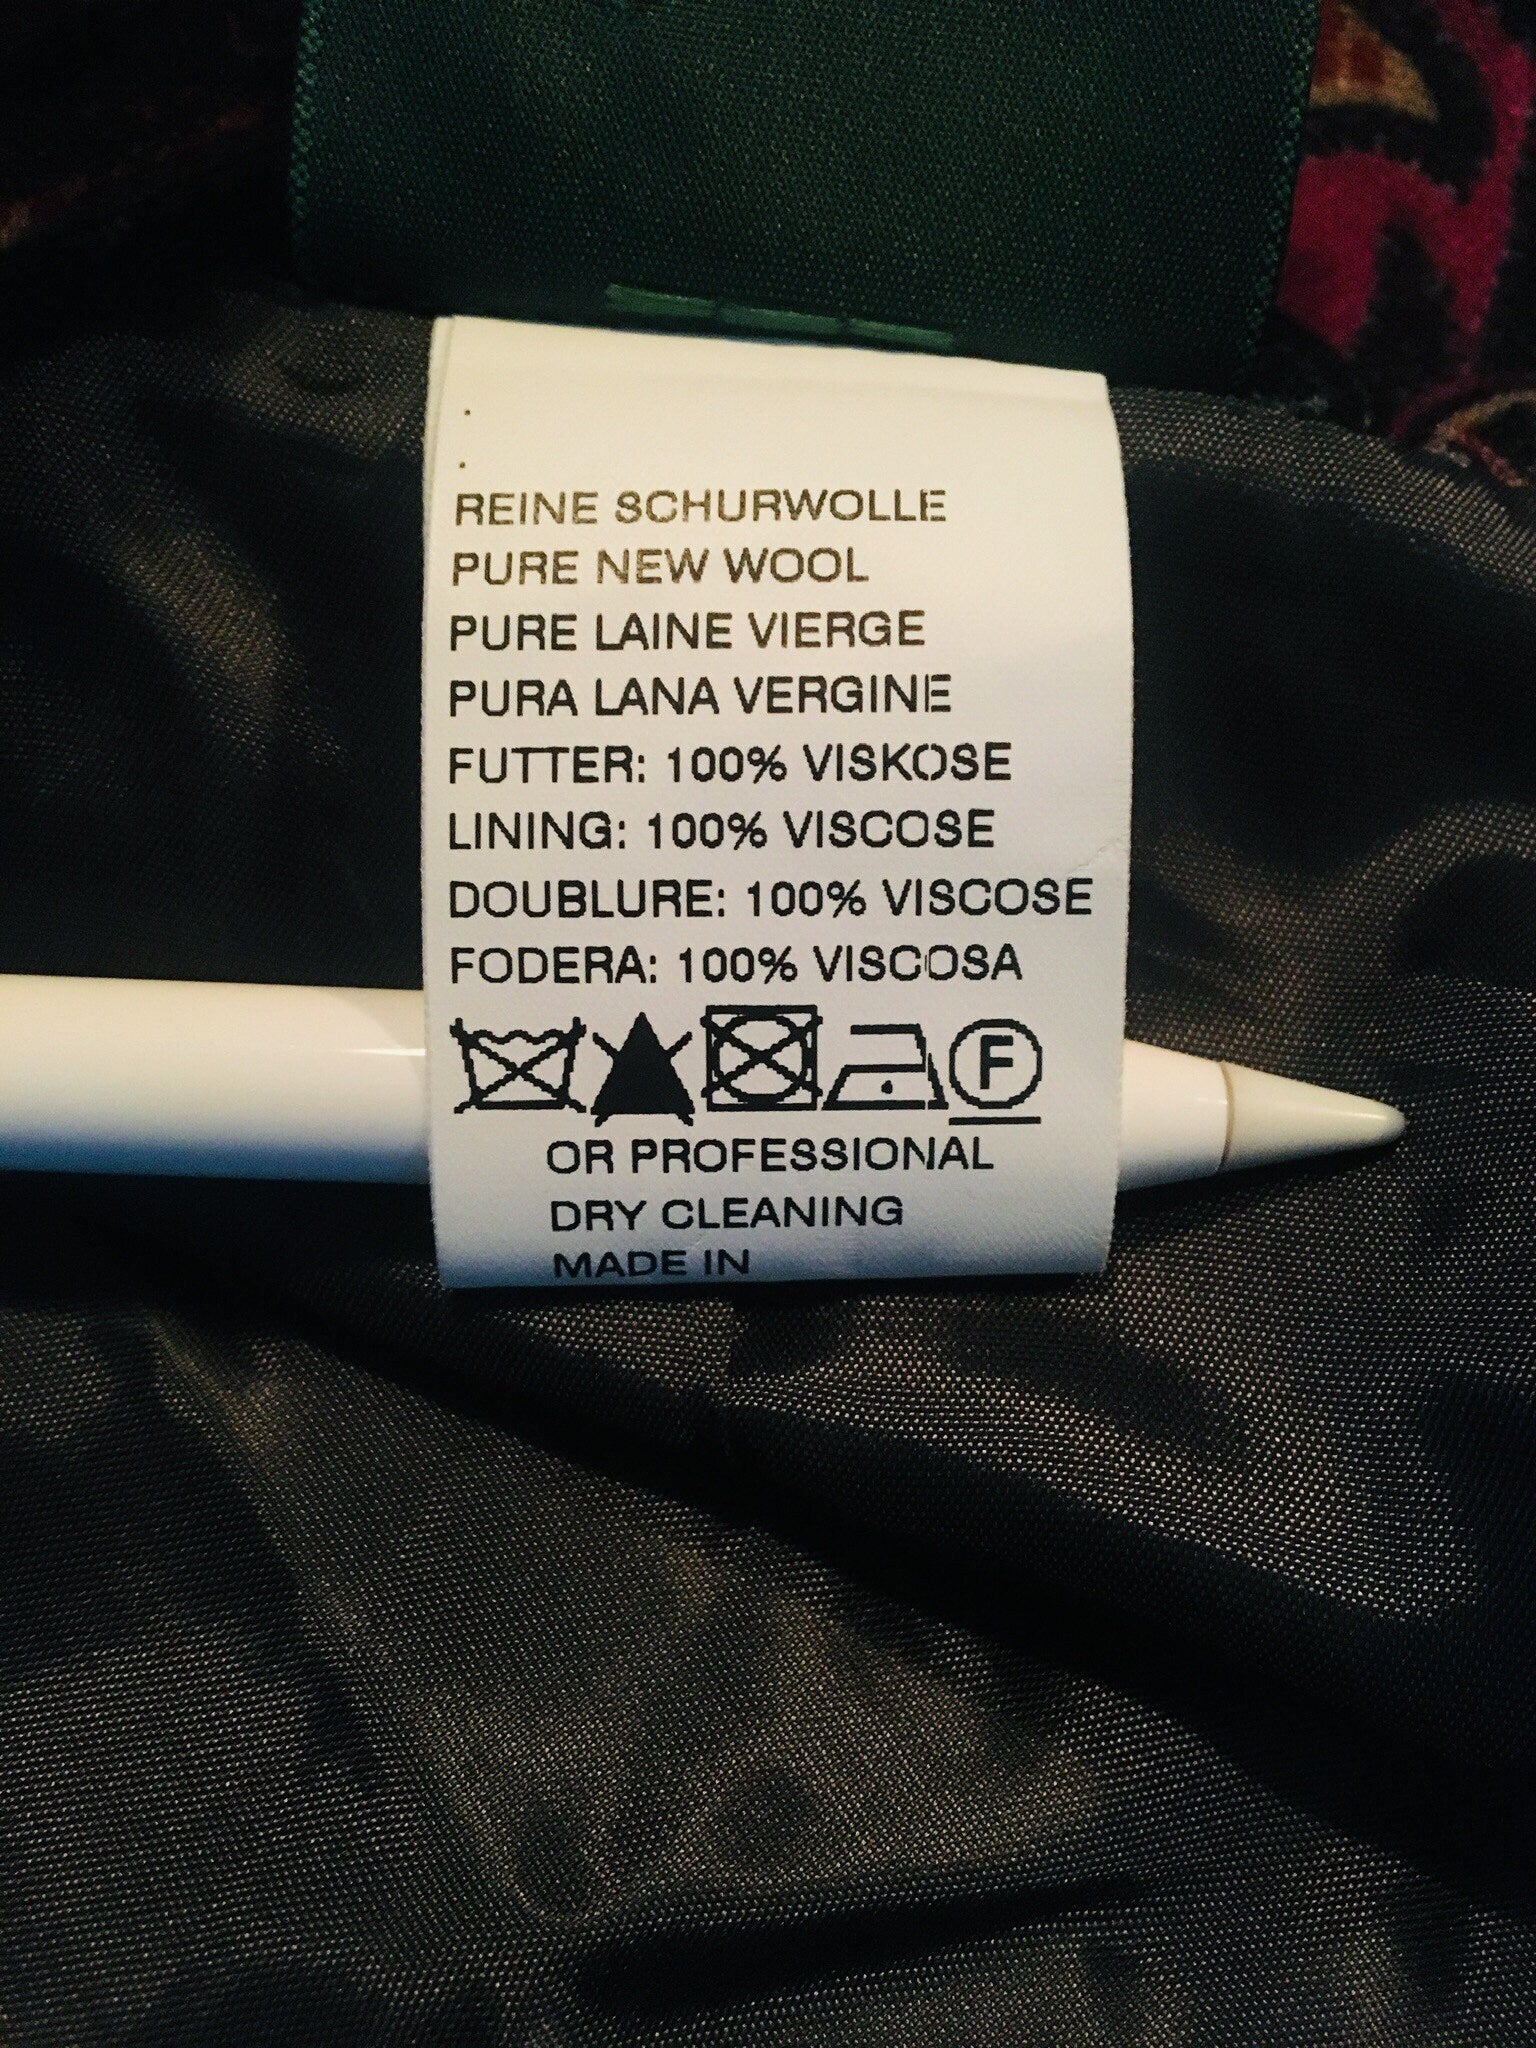 REINE SCHURWOLLE
PURE NEW WOOL
PURE LAINE VIERGE
PURA LANA VERGINE
FUTTER: 100% VISKOSE
LINING: 100% VISCOSE
DOUBLURE: 100% VISCOSE
FODERA: 100% VISCOSA
F
OR PROFESSIONAL
DRY CLEANING
MADE IN